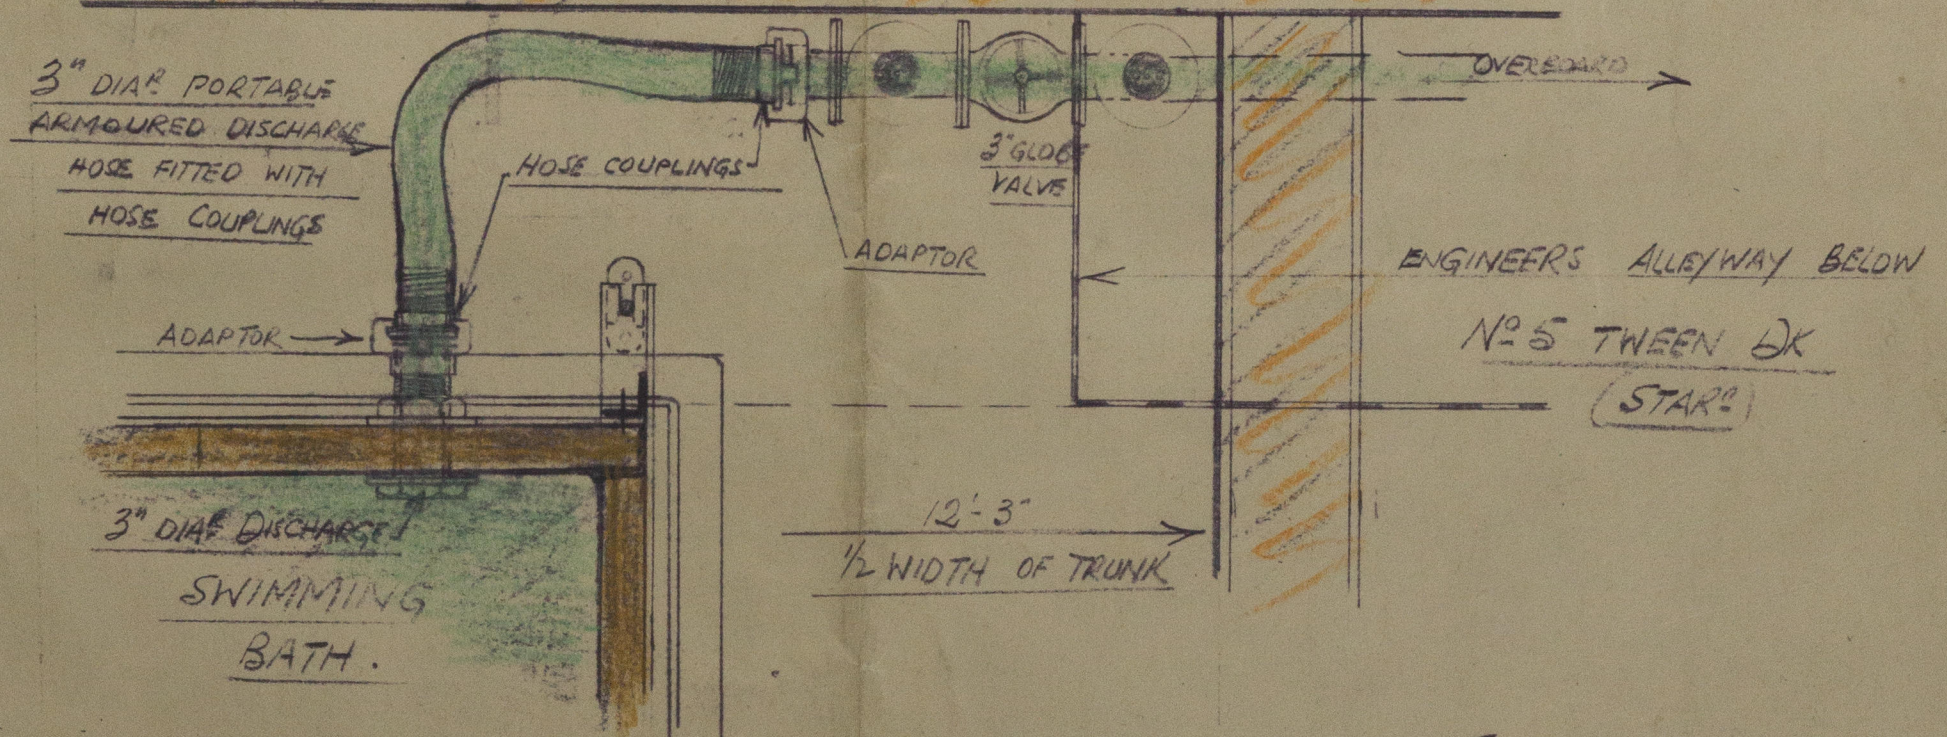 3" DIAR PORTABLE
ARMOURED DISCHARGE
HOSE FITTED WITH
HOSE COUPLINGS
HOSE COUPLINGS
ADAPTOR
3" GLOBE
VALVE
OVERBOARD
ENGINEERS ALLEYWAY BELOW
No 5 TWEEN DK
(STARD)
ADAPTOR
3" DIAR DISCHARGE
SWIMMING
BATH.
12'-3"
1/2 WIDTH OF TRUNK